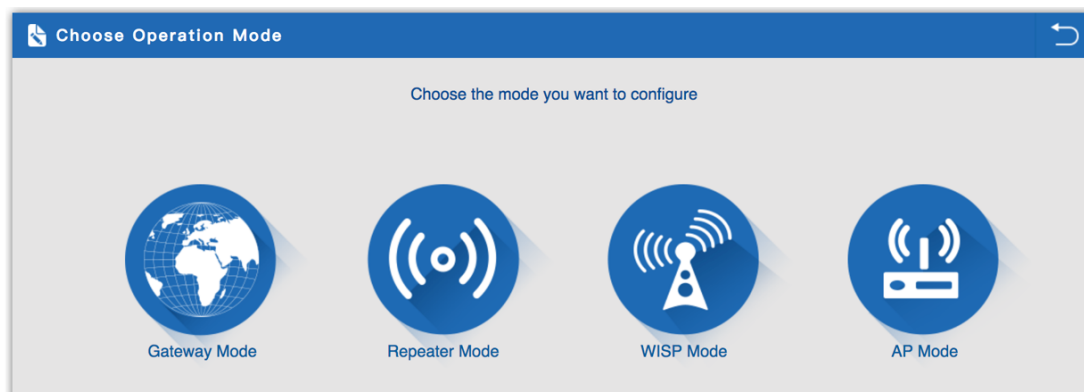 Choose Operation Mode
Choose the mode you want to configure
Gateway Mode
Repeater Mode
WISP Mode
AP Mode